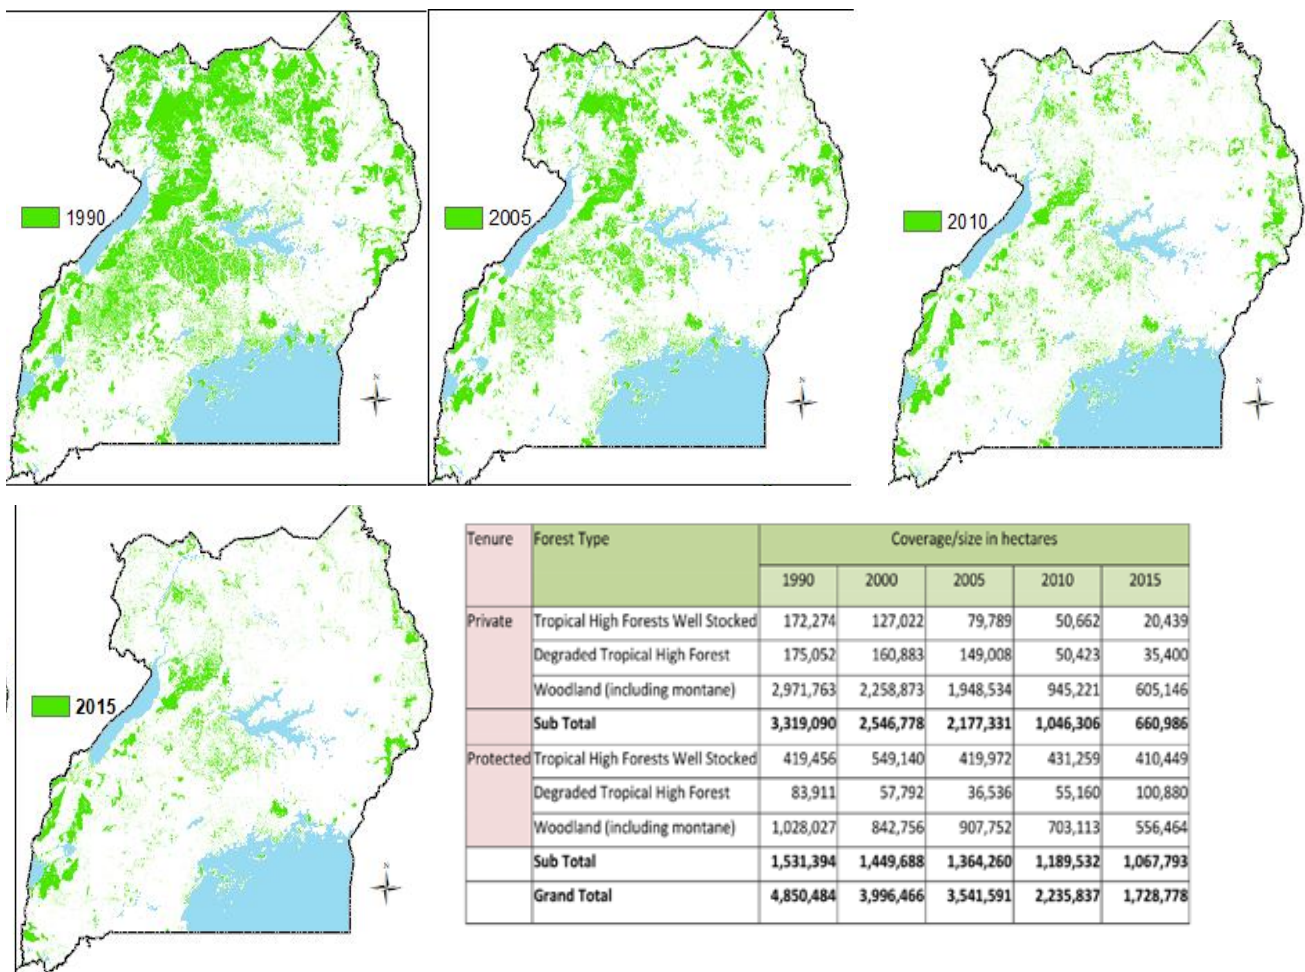 1990
N
2005
N
2010
N
2015
N
Tenure Forest Type Coverage/size in hectares
1990 2000 2005 2010 2015
Private Tropical High Forests Well Stocked 172,274 127,022 79,789 50,662 20,439
Degraded Tropical High Forest 175,052 160,883 149,008 50,423 35,400
Woodland (including montane) 2,971,763 2,258,873 1,948,534 945,221 605,146
Sub Total 3,319,090 2,546,778 2,177,331 1,046,306 660,986
Protected Tropical High Forests Well Stocked 419,456 549,140 419,972 431,259 410,449
Degraded Tropical High Forest 83,911 57,792 36,536 55,160 100,880
Woodland (including montane) 1,028,027 842,756 907,752 703,113 556,464
Sub Total 1,531,394 1,449,688 1,364,260 1,189,532 1,067,793
Grand Total 4,850,484 3,996,466 3,541,591 2,235,837 1,728,778